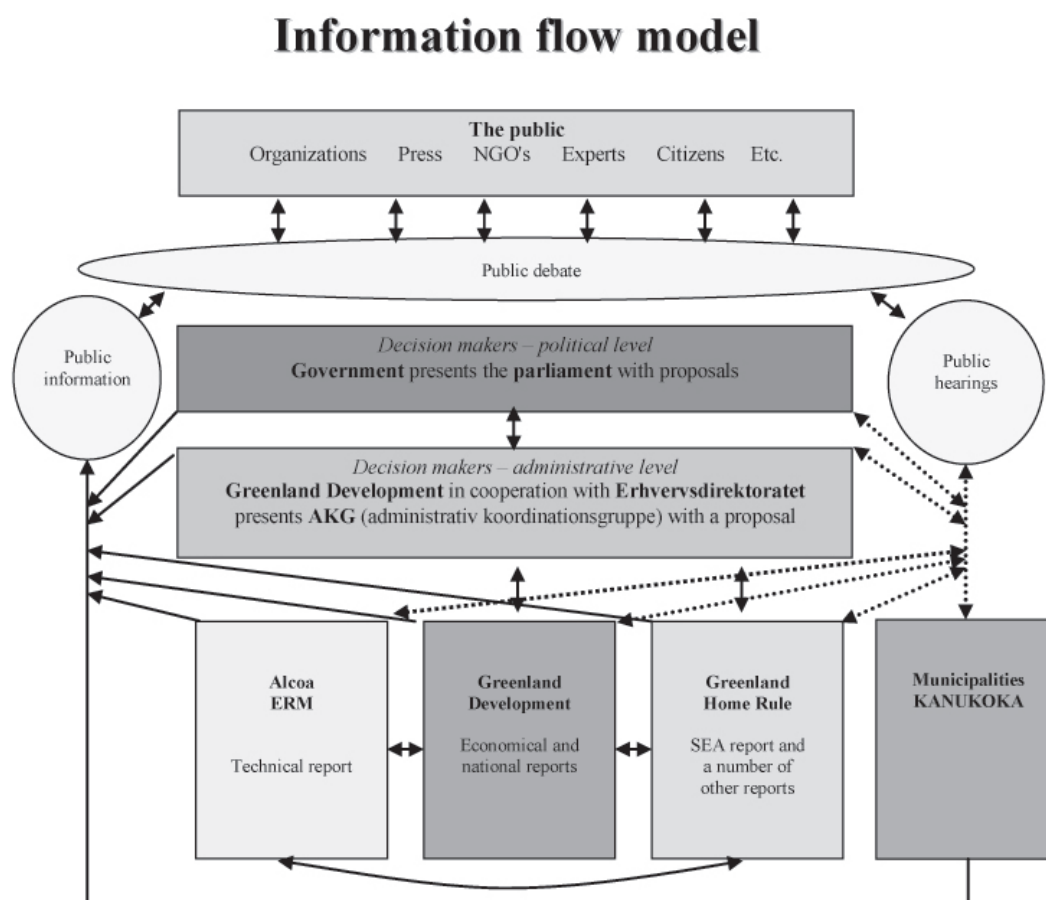 Information flow model
The public
Organizations Press NGO's Experts Citizens Etc.
Public debate
Public
information
Decision makers – political level
Government presents the parliament with proposals
Public
hearings
Decision makers – administrative level
Greenland Development in cooperation with Erhvervsdirektoratet
presents AKG (administrativ koordinationsgruppe) with a proposal
Alcoa
ERM
Technical report
Greenland
Development
Economical and
national reports
Greenland
Home Rule
SEA report and
a number of
other reports
Municipalities
KANUKOKA